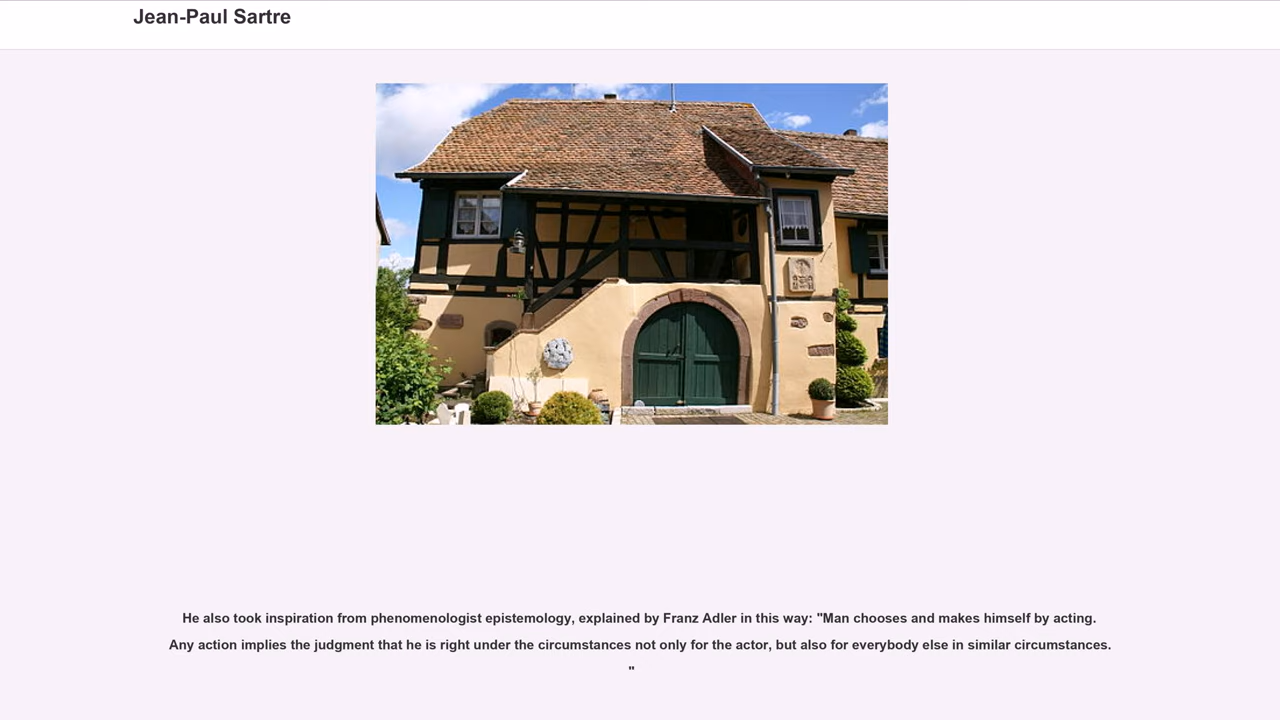 Jean-Paul Sartre
He also took inspiration from phenomenologist epistemology, explained by Franz Adler in this way: "Man chooses and makes himself by acting.
Any action implies the judgment that he is right under the circumstances not only for the actor, but also for everybody else in similar circumstances.
"